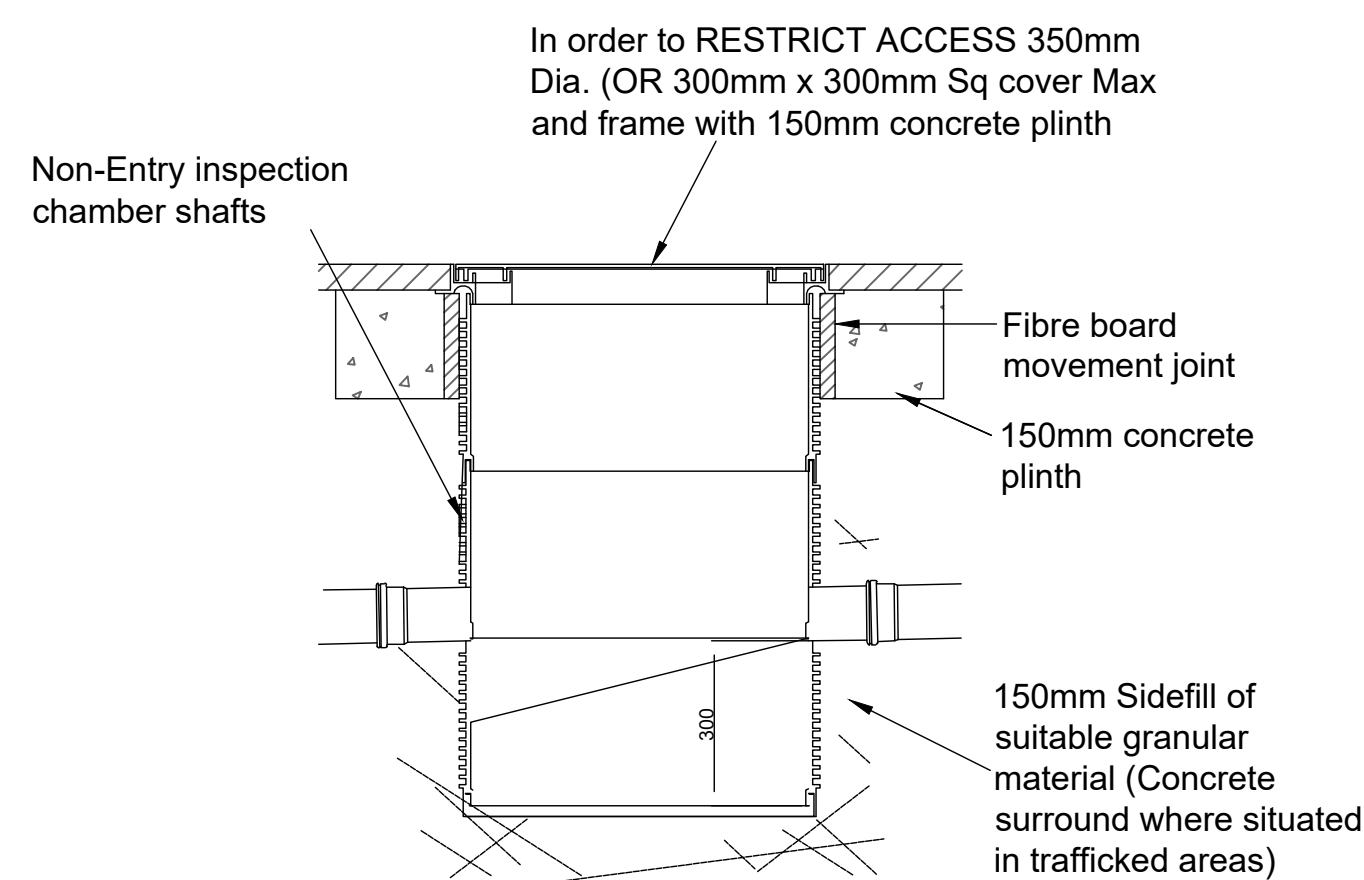 In order to RESTRICT ACCESS 350mm
Dia. (OR 300mm x 300mm Sq cover Max
and frame with 150mm concrete plinth
Non-Entry inspection
chamber shafts
Fibre board
movement joint
150mm concrete
plinth
300
150mm Sidefill of
suitable granular
material (Concrete
surround where situated
in trafficked areas)